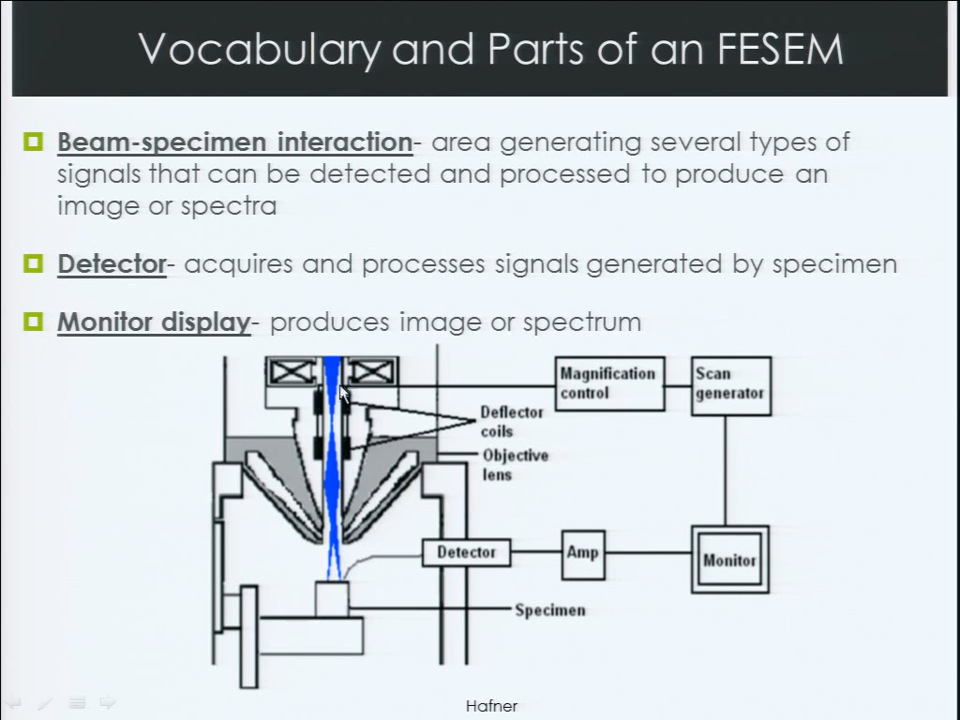 Vocabulary and Parts of an FESEM
Beam-specimen interaction- area generating several types of
signals that can be detected and processed to produce an
image or spectra
Detector- acquires and processes signals generated by specimen
Monitor display- produces image or spectrum
Magnification
control
Scan
generator
Deflector
coils
Objective
lens
Detector
Amp
Monitor
Specimen
Hafner